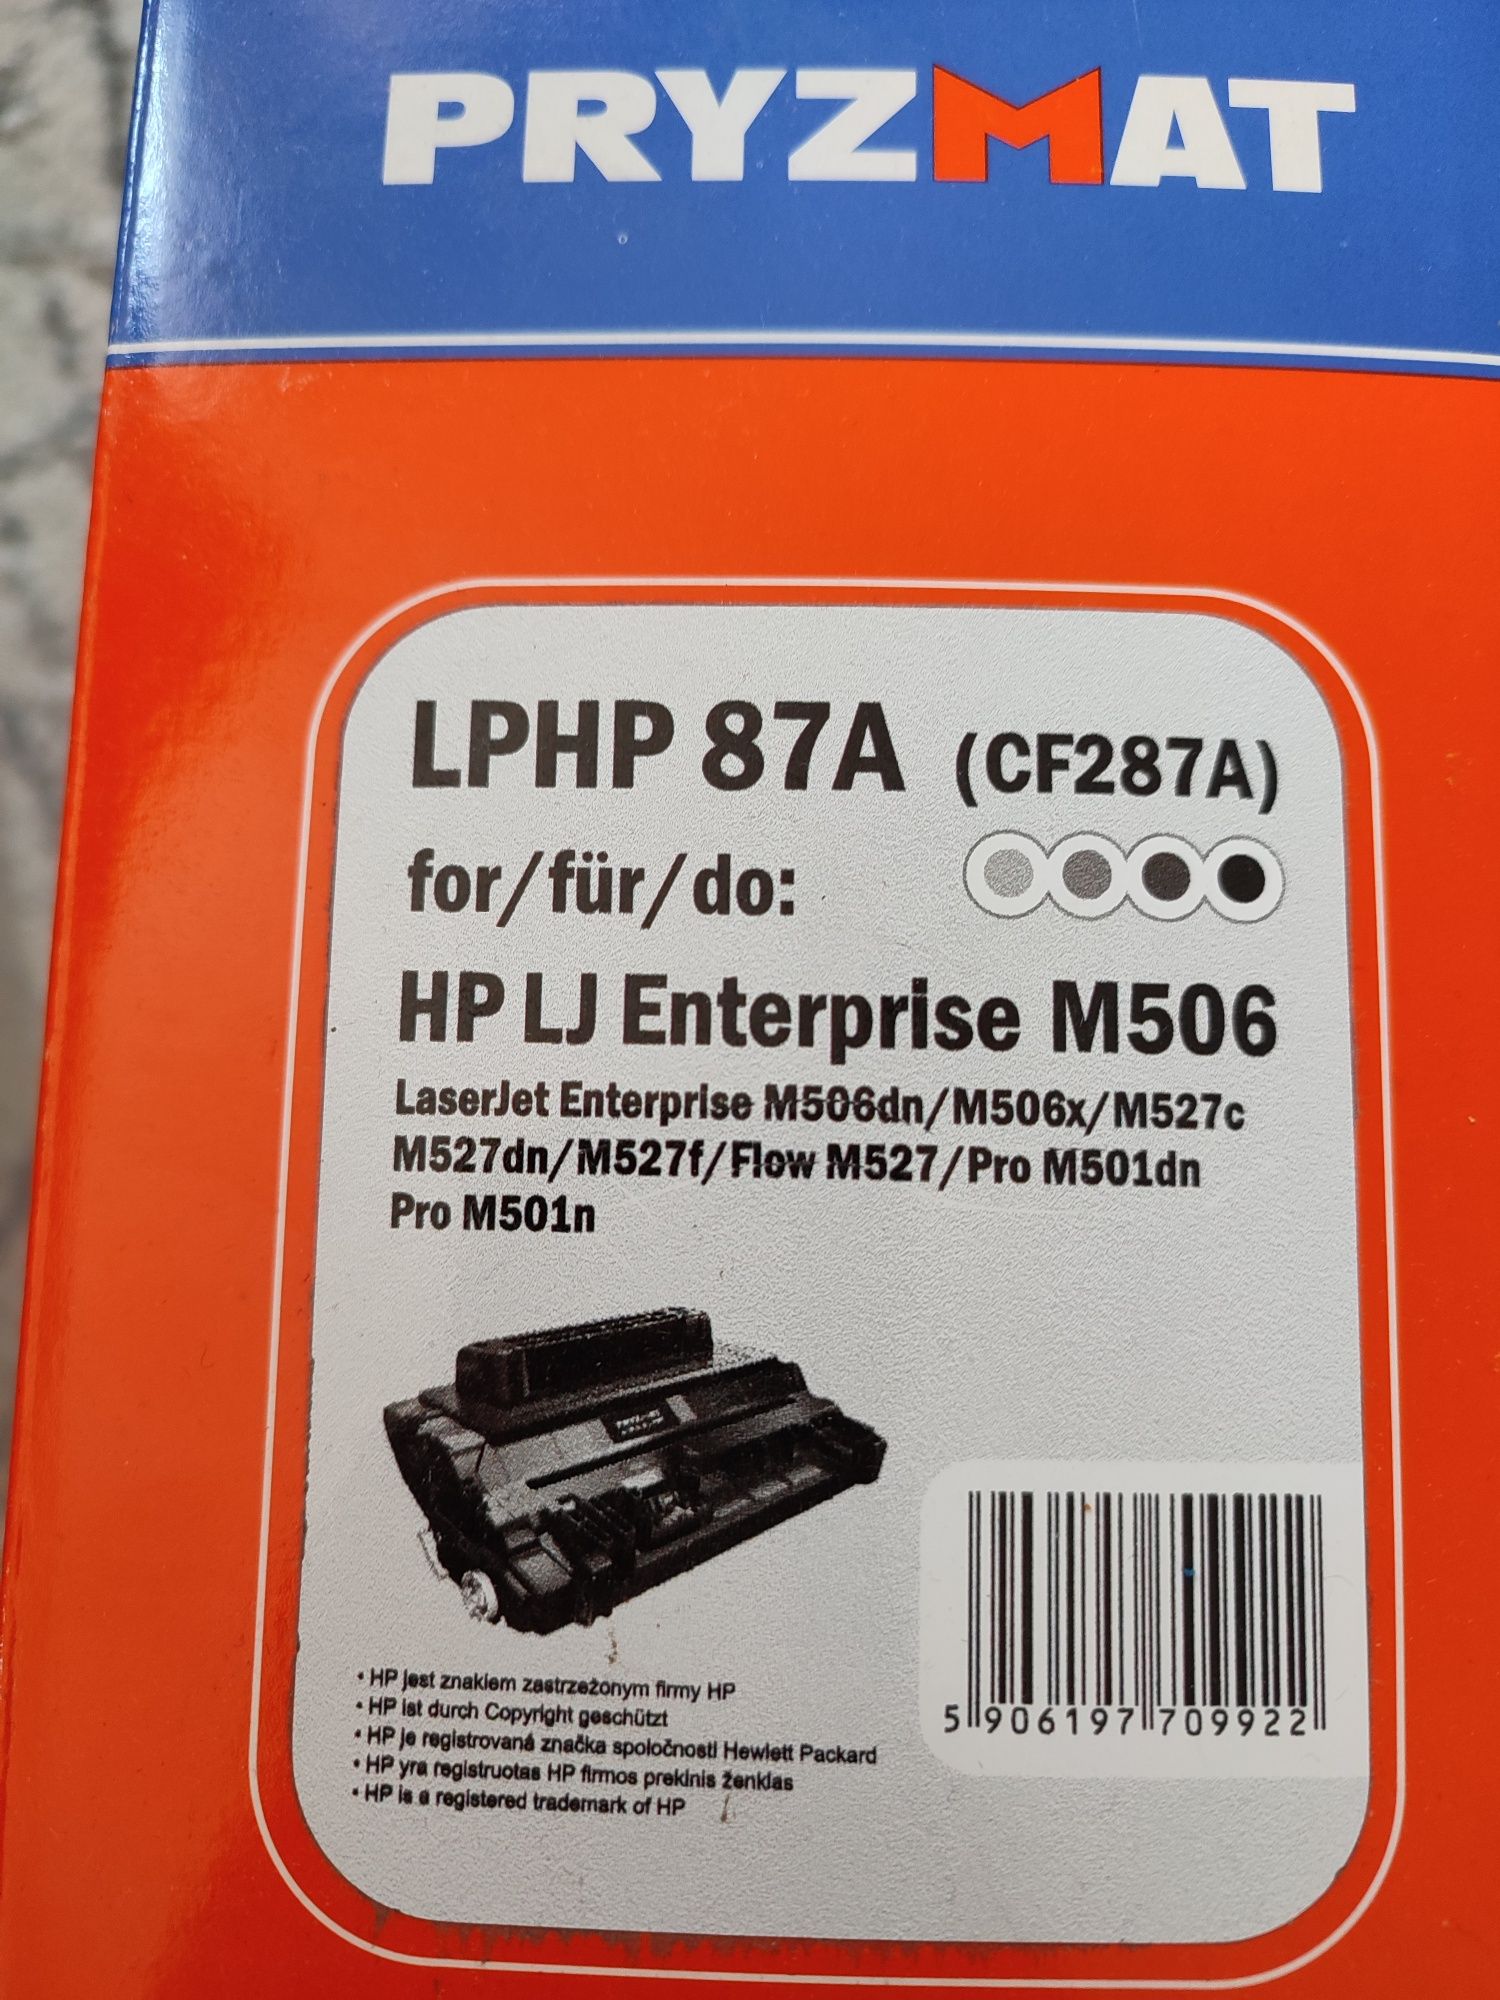 PRYZMAT
LPHP 87A (CF287A)
for/für/do:
HP LJ Enterprise M506
LaserJet Enterprise M506dn/M506x/M527c
M527dn/M527f/Flow M527/Pro M501dn
Pro M501n
PRYZMAT
• HP jest znakiem zastrzeżonym firmy HP
• HP ist durch Copyright geschützt
• HP je registrovaná značka spoločnosti Hewlett Packard
• HP yra registruotas HP firmos prekinis ženklas
• HP is a registered trademark of HP
5 906197 709922